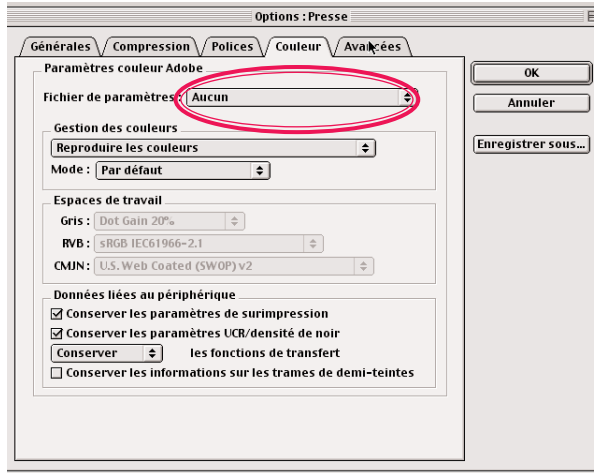 Options : Presse
Générales Compression Polices Couleur Avancées
Paramètres couleur Adobe
Fichier de paramètres : Aucun
Gestion des couleurs
Reproduire les couleurs
Mode : Par défaut
Espaces de travail
Gris : Dot Gain 20%
RVB : sRGB IEC61966-2.1
CMJN : U.S. Web Coated (SWOP) v2
Données liées au périphérique
Conserver les paramètres de surimpression
Conserver les paramètres UCR/densité de noir
Conserver les fonctions de transfert
Conserver les informations sur les trames de demi-teintes
OK
Annuler
Enregistrer sous...